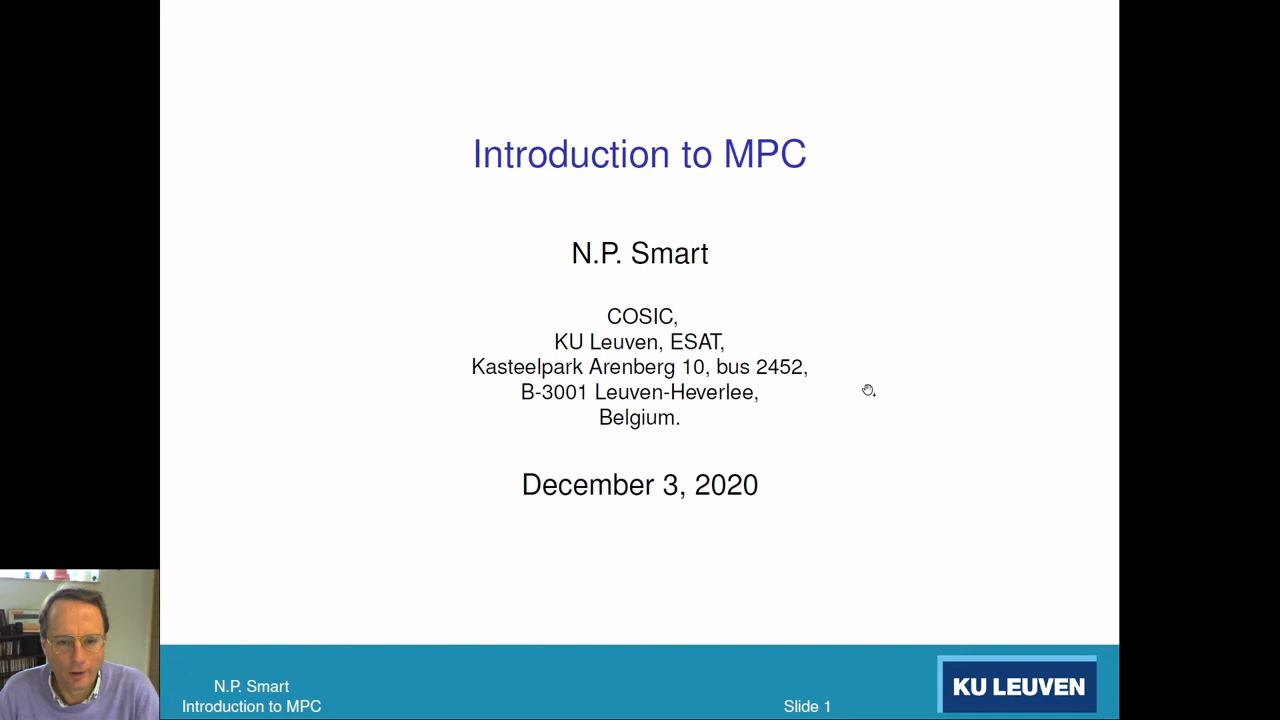 Introduction to MPC
N.P. Smart
COSIC,
KU Leuven, ESAT,
Kasteelpark Arenberg 10, bus 2452,
B-3001 Leuven-Heverlee,
Belgium.
December 3, 2020
N.P. Smart
Introduction to MPC
Slide 1
KU LEUVEN